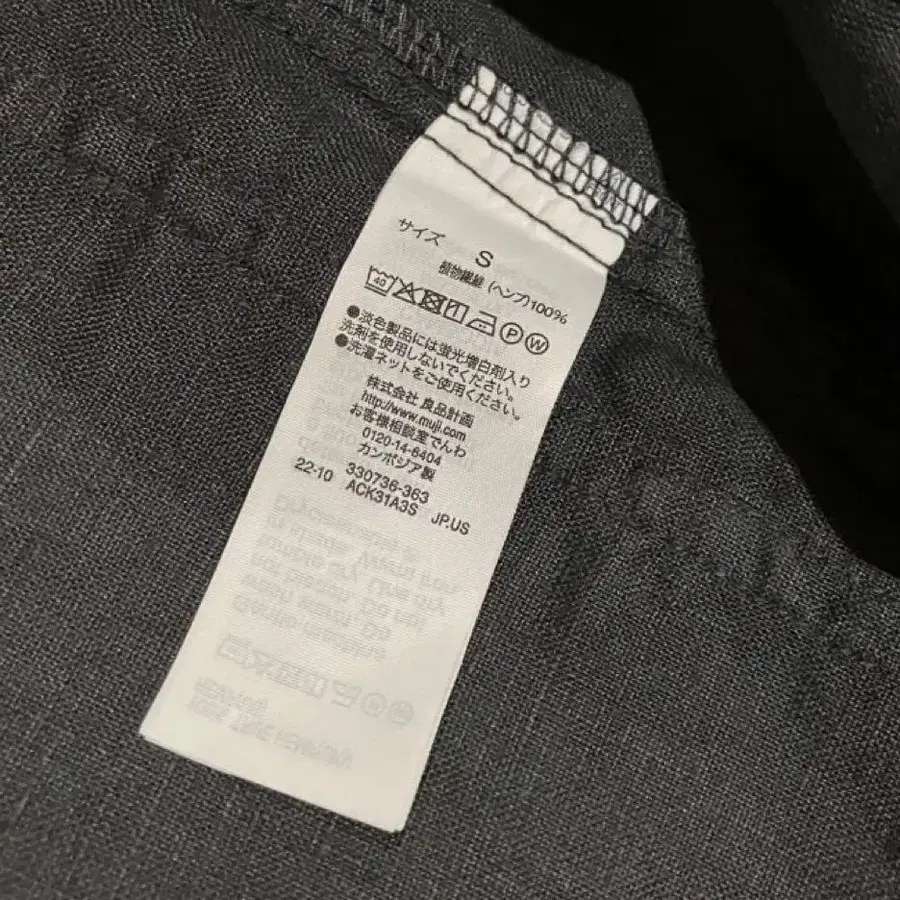 サイズ S
植物繊維 (ヘンプ)100%
40 P W
●淡色製品には蛍光増白剤入り
洗剤を使用しないでください。
●洗濯ネットをご使用ください。
株式会社 良品計画
http://www.muji.com
お客様相談室でんわ
0120-14-6404
カンボジア製
330736-363
22-10 ACK31A3S JP.US